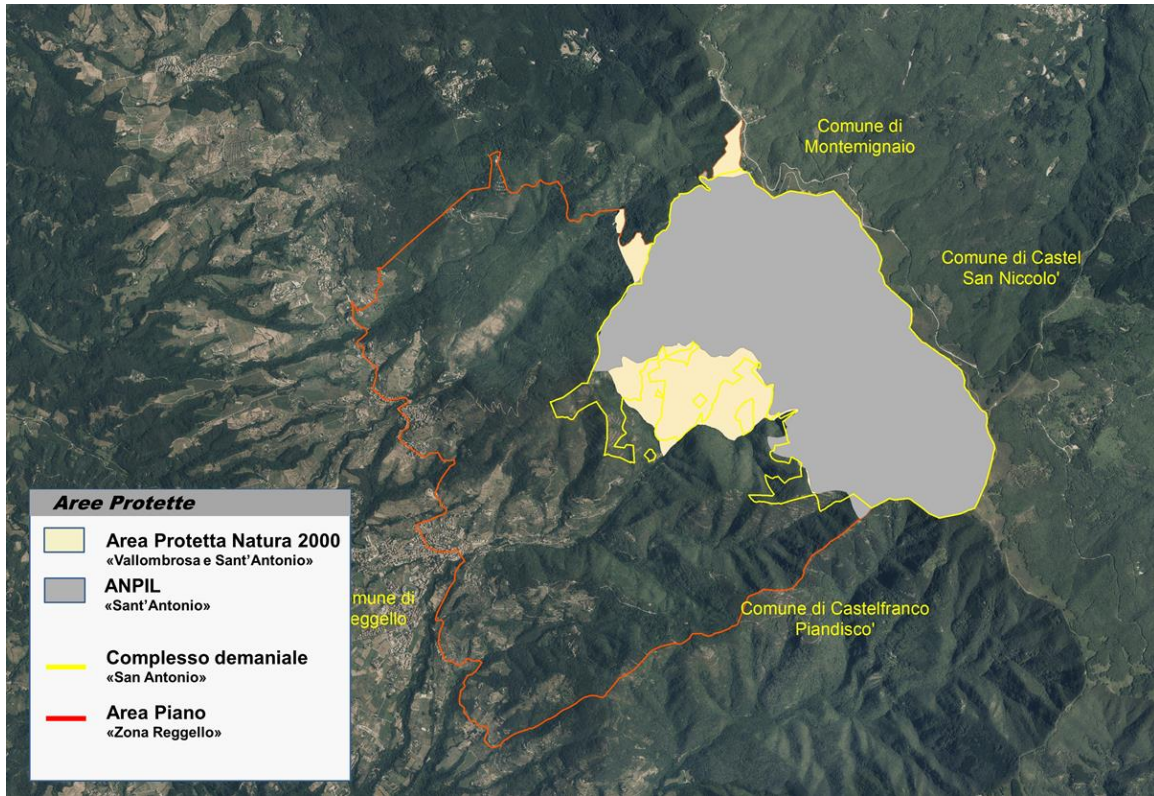 Comune di
Montemignaio
Comune di Castel
San Niccolo'
Aree Protette
Area Protetta Natura 2000
«Vallombrosa e Sant'Antonio»
ANPIL
«Sant'Antonio»
mune di
eggello
Comune di Castelfranco
Piandisco'
Complesso demaniale
«San Antonio»
Area Piano
«Zona Reggello»